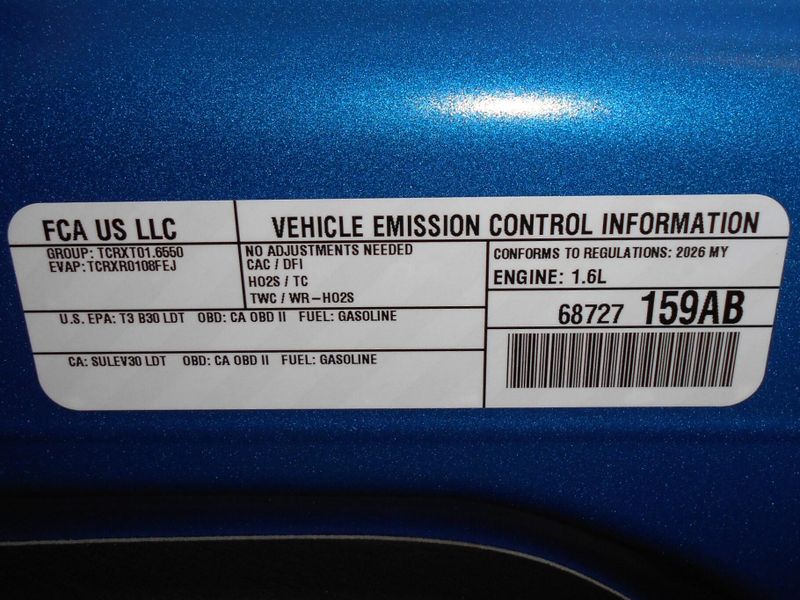 FCA US LLC
VEHICLE EMISSION CONTROL INFORMATION
GROUP: TCRXT01.6550
EVAP: TCRXR0108FEJ
NO ADJUSTMENTS NEEDED
CAC / DFI
HO2S / TC
TWC / WR-HO2S
CONFORMS TO REGULATIONS: 2026 MY
ENGINE: 1.6L
U.S. EPA: T3 B30 LDT OBD: CA OBD II FUEL: GASOLINE
68727 159AB
CA: SULEV30 LDT OBD: CA OBD II FUEL: GASOLINE